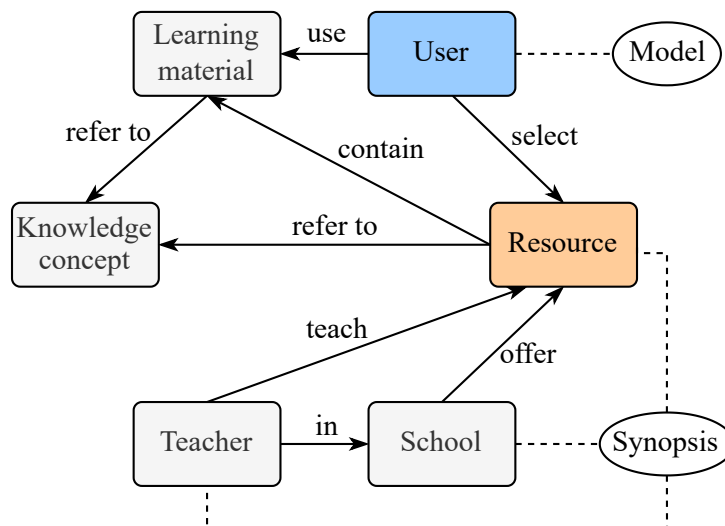 Learning
material
use
User
Model
refer to
contain
select
Knowledge
concept
refer to
Resource
teach
offer
Teacher
in
School
Synopsis